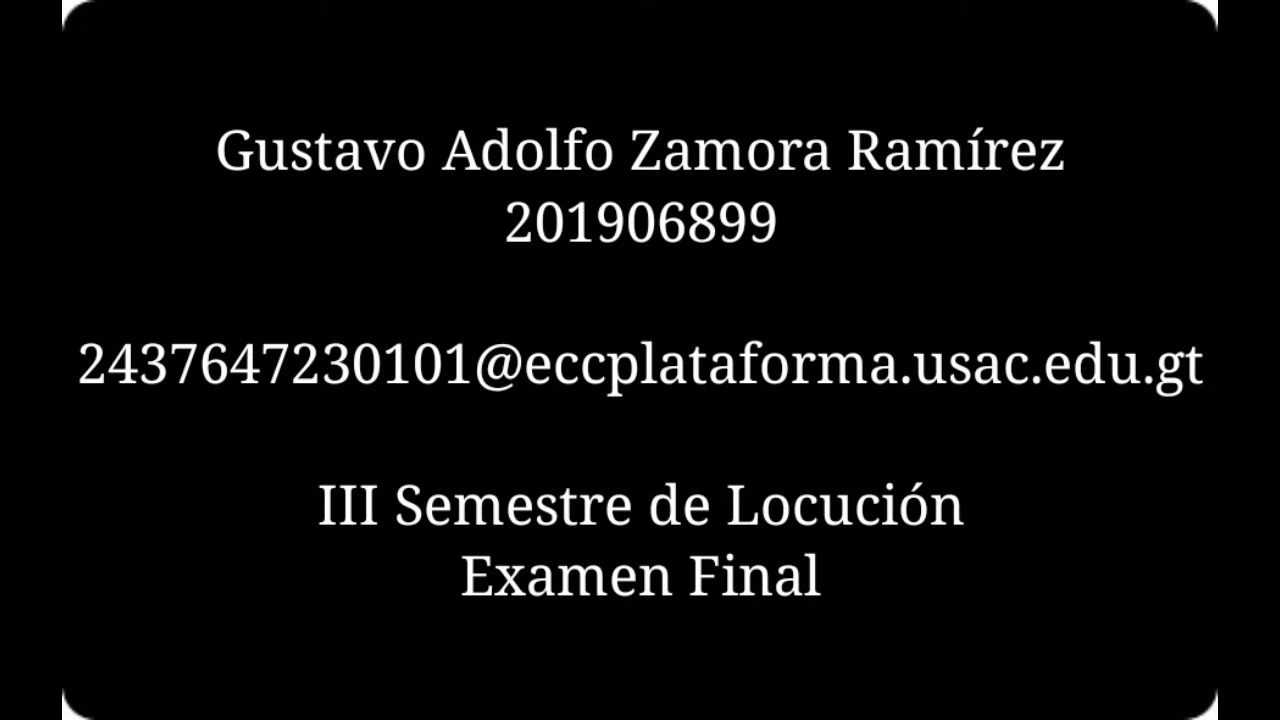 Gustavo Adolfo Zamora Ramírez
201906899
2437647230101@eccplataforma.usac.edu.gt
III Semestre de Locución
Examen Final